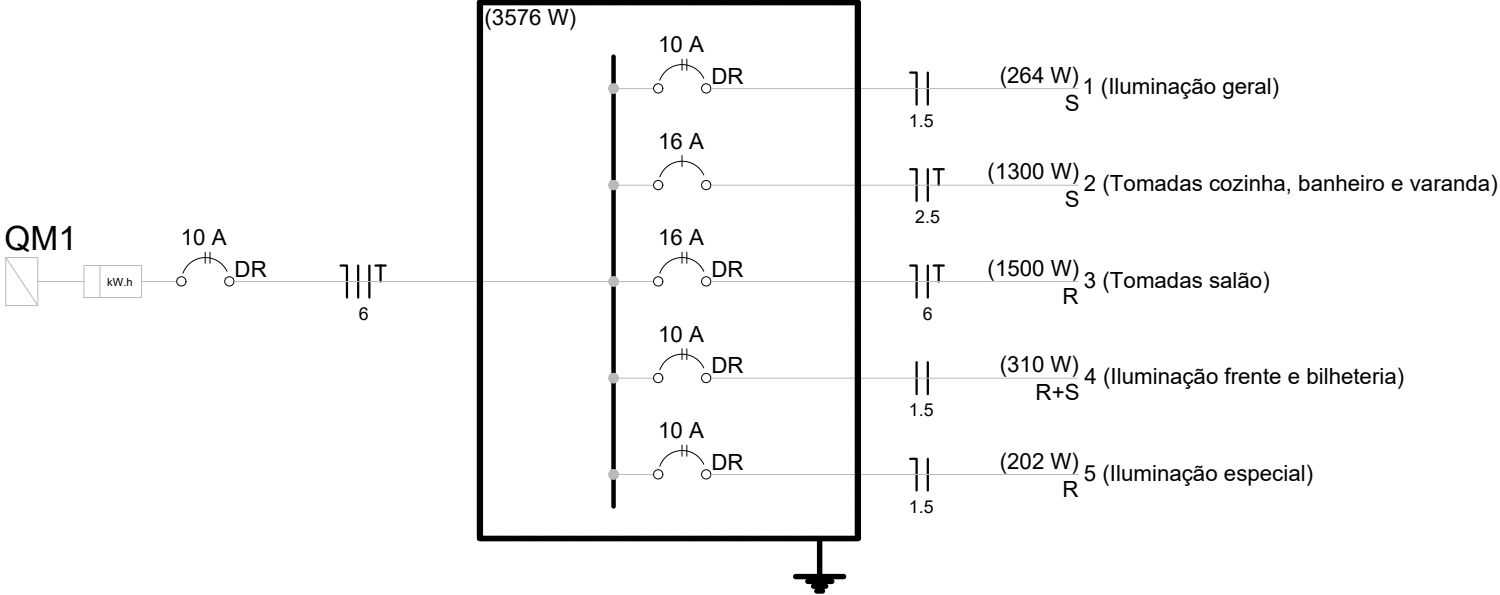 (3576 W)
10 A
DR
(264 W)
S
1 (Iluminação geral)
1.5
16 A
(1300 W)
S
2 (Tomadas cozinha, banheiro e varanda)
2.5
QM1
kW.h
10 A
DR
6
16 A
DR
(1500 W)
R
3 (Tomadas salão)
6
10 A
DR
(310 W)
R+S
4 (Iluminação frente e bilheteria)
1.5
10 A
DR
(202 W)
R
5 (Iluminação especial)
1.5